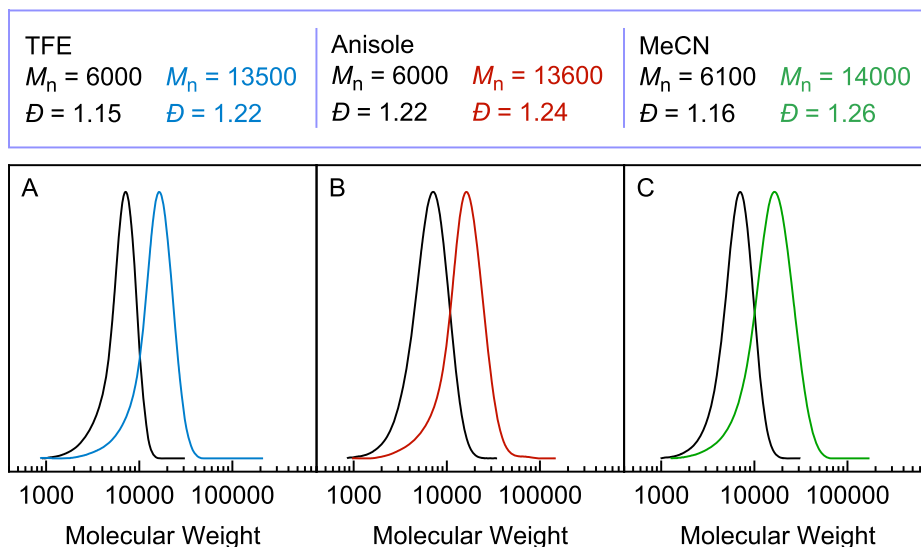 TFE
Mn = 6000 Mn = 13500
Đ = 1.15 Đ = 1.22
Anisole
Mn = 6000 Mn = 13600
Đ = 1.22 Đ = 1.24
MeCN
Mn = 6100 Mn = 14000
Đ = 1.16 Đ = 1.26
A
B
C
1000 10000 100000
1000 10000 100000
1000 10000 100000
Molecular Weight
Molecular Weight
Molecular Weight